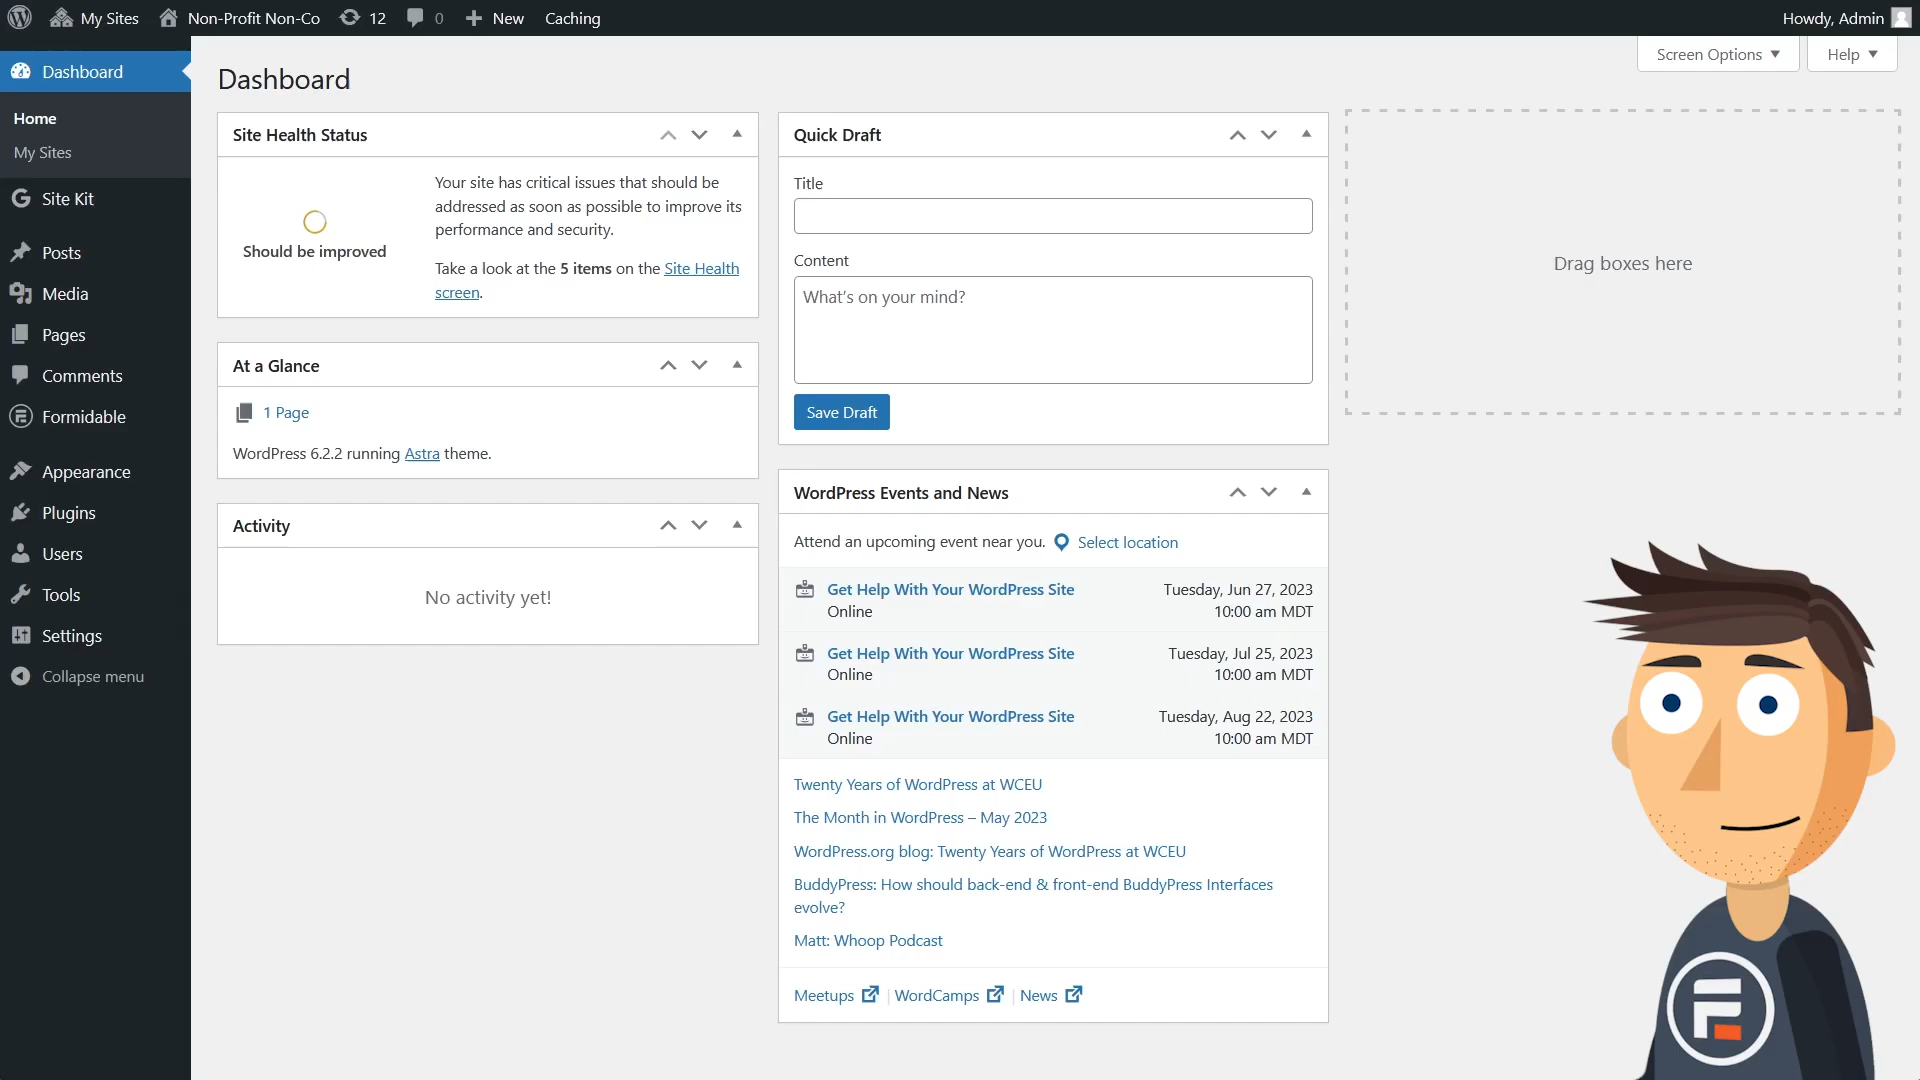 My Sites
Non-Profit Non-Co
12
0
New
Caching
Howdy, Admin
Screen Options
Help
Dashboard
Home
My Sites
Site Kit
Posts
Media
Pages
Comments
Formidable
Appearance
Plugins
Users
Tools
Settings
Collapse menu
Dashboard
Site Health Status
Should be improved
Your site has critical issues that should be
addressed as soon as possible to improve its
performance and security.
Take a look at the 5 items on the Site Health
screen.
At a Glance
1 Page
WordPress 6.2.2 running Astra theme.
Activity
No activity yet!
Quick Draft
Title
Content
What's on your mind?
Save Draft
WordPress Events and News
Attend an upcoming event near you. Select location
Get Help With Your WordPress Site Tuesday, Jun 27, 2023
Online 10:00 am MDT
Get Help With Your WordPress Site Tuesday, Jul 25, 2023
Online 10:00 am MDT
Get Help With Your WordPress Site Tuesday, Aug 22, 2023
Online 10:00 am MDT
Twenty Years of WordPress at WCEU
The Month in WordPress – May 2023
WordPress.org blog: Twenty Years of WordPress at WCEU
BuddyPress: How should back-end & front-end BuddyPress Interfaces
evolve?
Matt: Whoop Podcast
Meetups | WordCamps | News
Drag boxes here